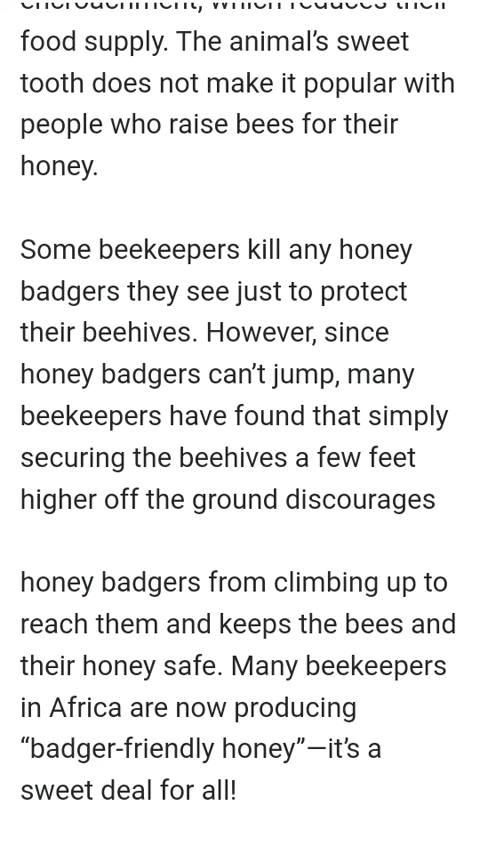 encroachment, which reduces their
food supply. The animal’s sweet
tooth does not make it popular with
people who raise bees for their
honey.
Some beekeepers kill any honey
badgers they see just to protect
their beehives. However, since
honey badgers can’t jump, many
beekeepers have found that simply
securing the beehives a few feet
higher off the ground discourages
honey badgers from climbing up to
reach them and keeps the bees and
their honey safe. Many beekeepers
in Africa are now producing
“badger-friendly honey”—it’s a
sweet deal for all!